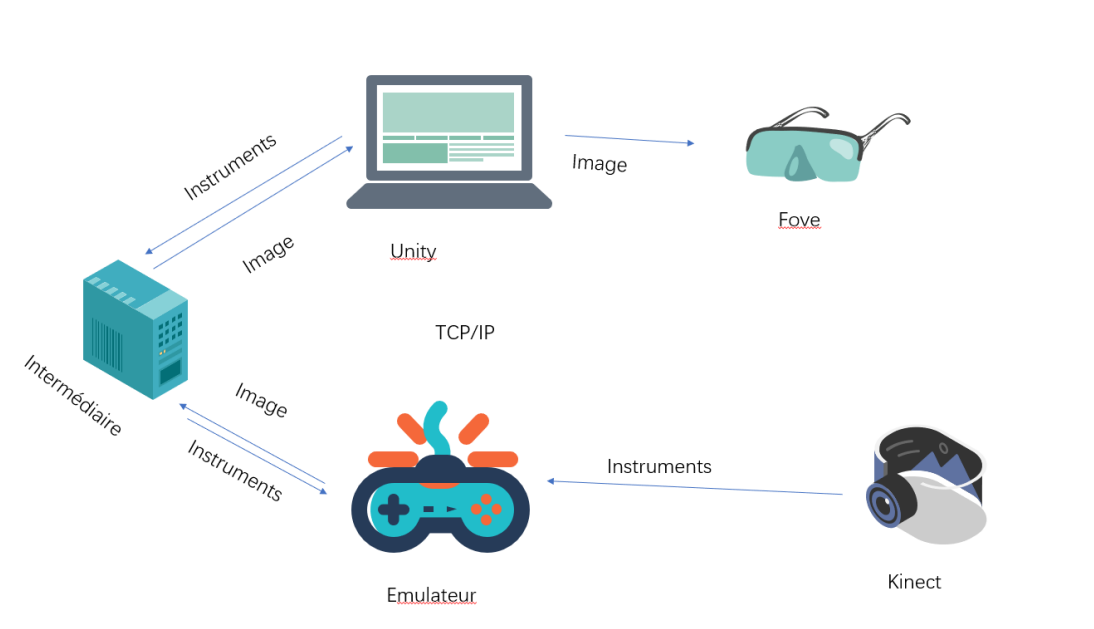 Instruments
Image
Image
Fove
Unity
TCP/IP
Intermédiaire
Image
Instruments
Instruments
Emulateur
Kinect